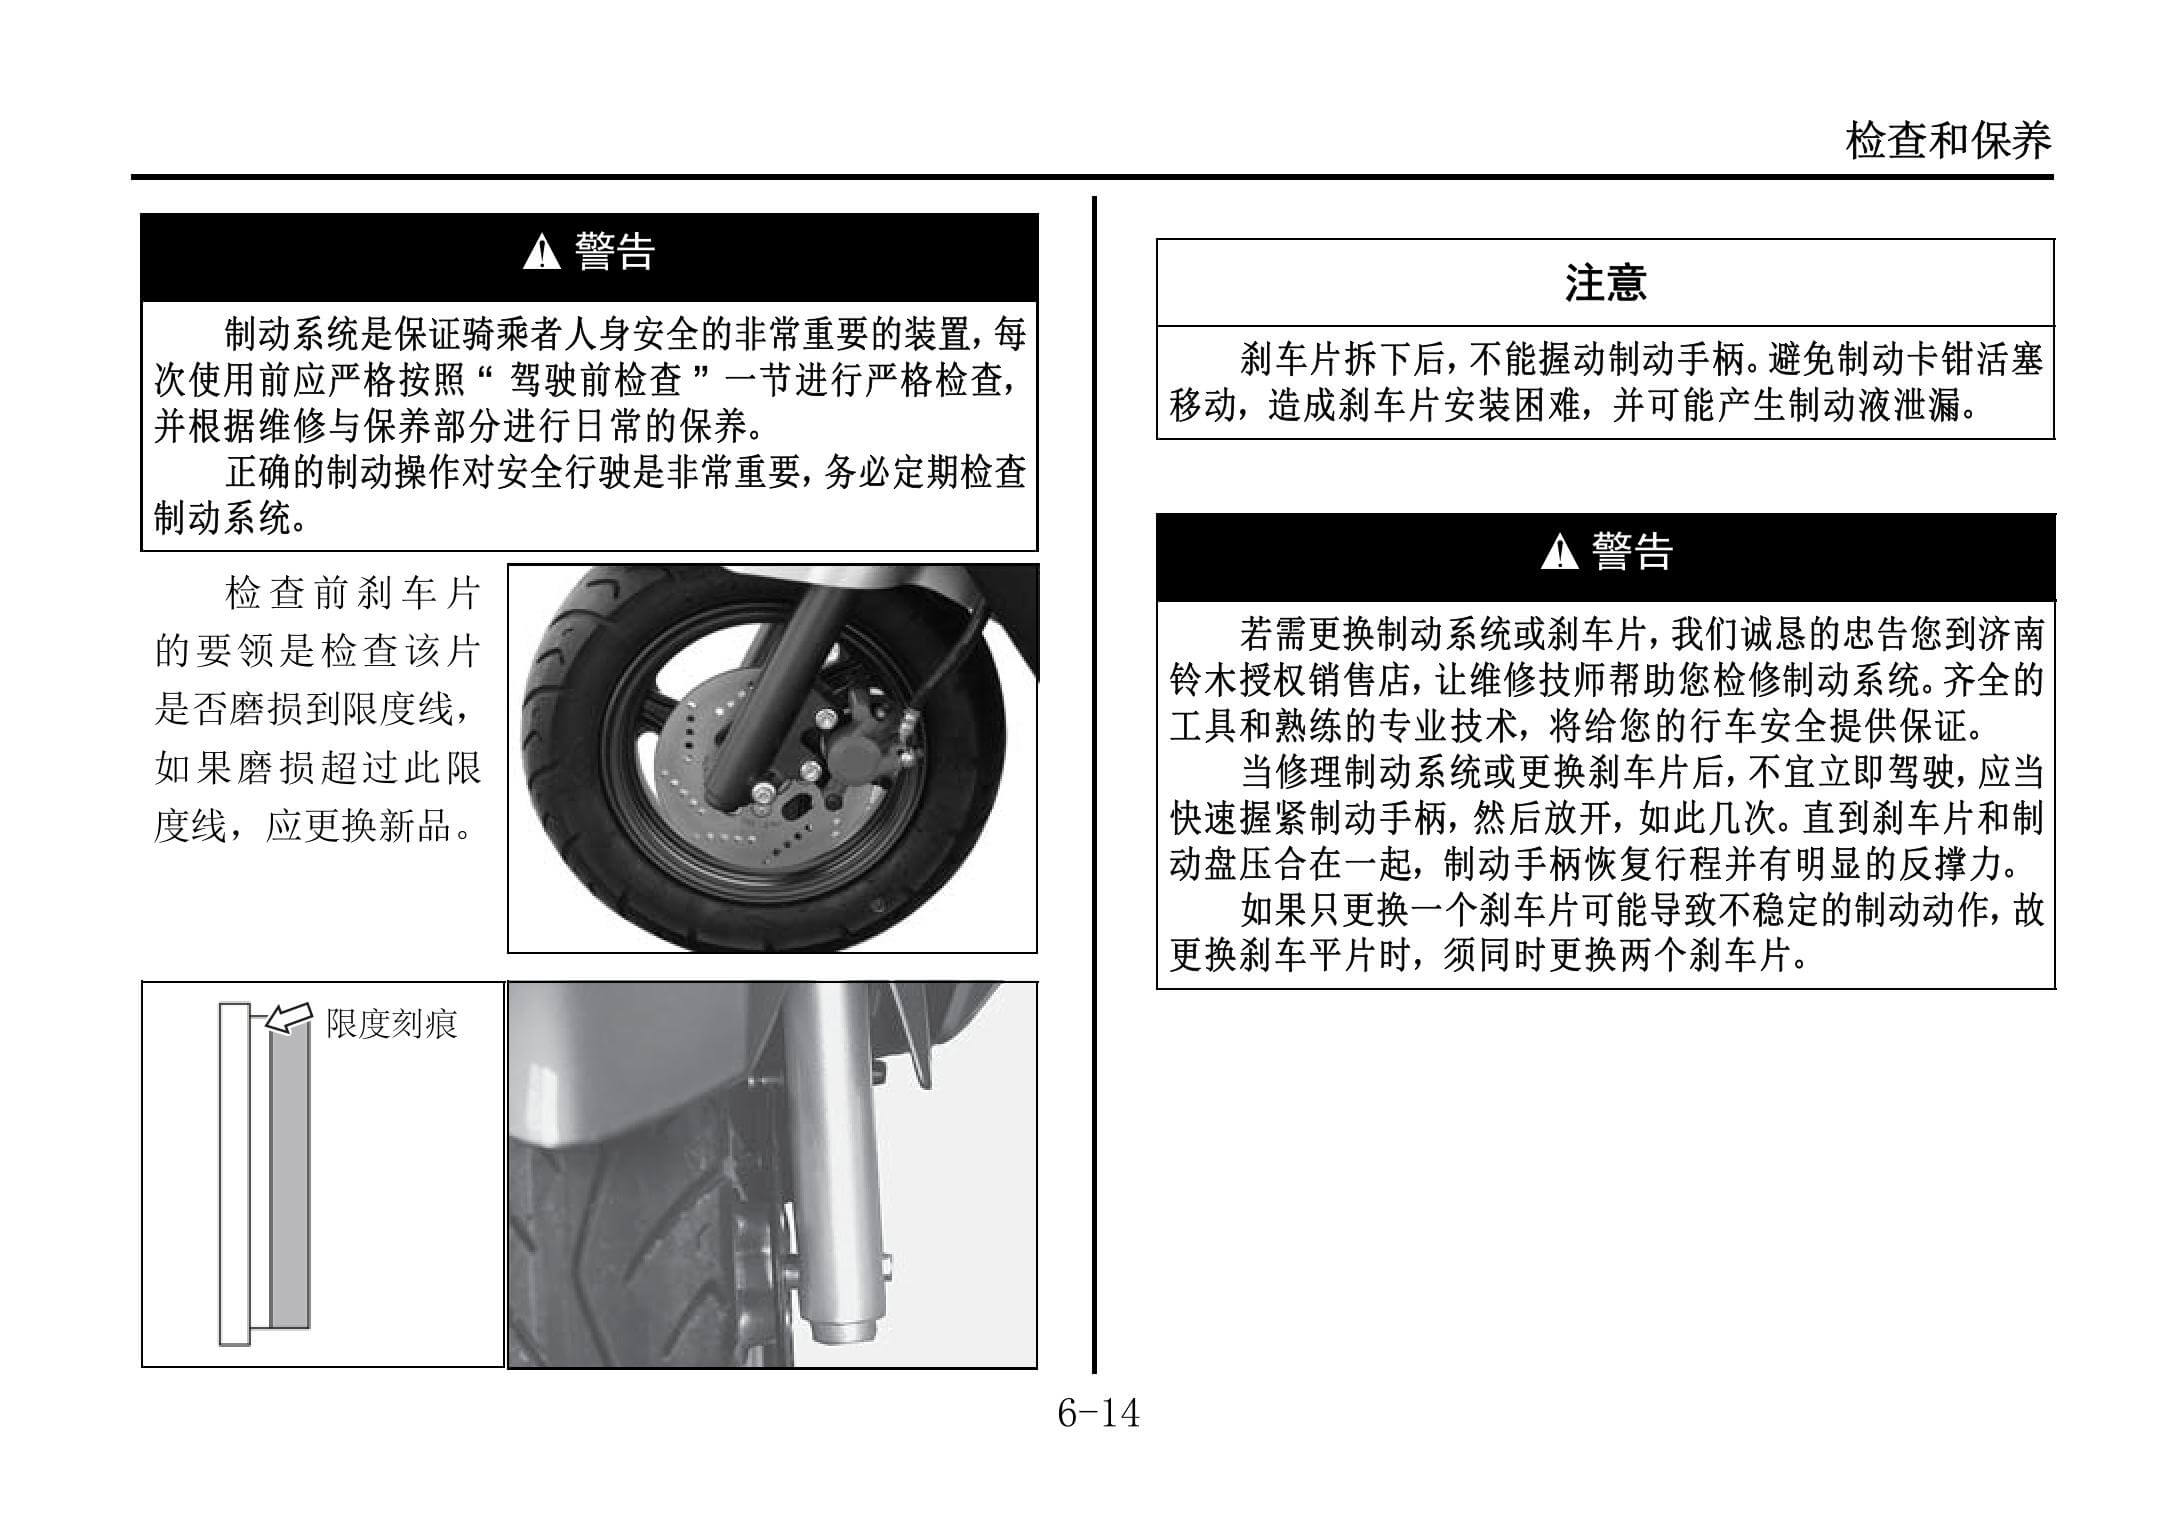 检查和保养
警告
制动系统是保证骑乘者人身安全的非常重要的装置，每
次使用前应严格按照“驾驶前检查”一节进行严格检查，
并根据维修与保养部分进行日常的保养。
正确的制动操作对安全行驶是非常重要，务必定期检查
制动系统。
检查前刹车片
的要领是检查该片
是否磨损到限度线，
如果磨损超过此限
度线，应更换新品。
限度刻痕
注意
刹车片拆下后，不能握动制动手柄。避免制动卡钳活塞
移动，造成刹车片安装困难，并可能产生制动液泄漏。
警告
若需更换制动系统或刹车片，我们诚恳的忠告您到济南
铃木授权销售店，让维修技师帮助您检修制动系统。齐全的
工具和熟练的专业技术，将给您的行车安全提供保证。
当修理制动系统或更换刹车片后，不宜立即驾驶，应当
快速握紧制动手柄，然后放开，如此几次。直到刹车片和制
动盘压合在一起，制动手柄恢复行程并有明显的反撑力。
如果只更换一个刹车片可能导致不稳定的制动动作，故
更换刹车平片时，须同时更换两个刹车片。
6-14